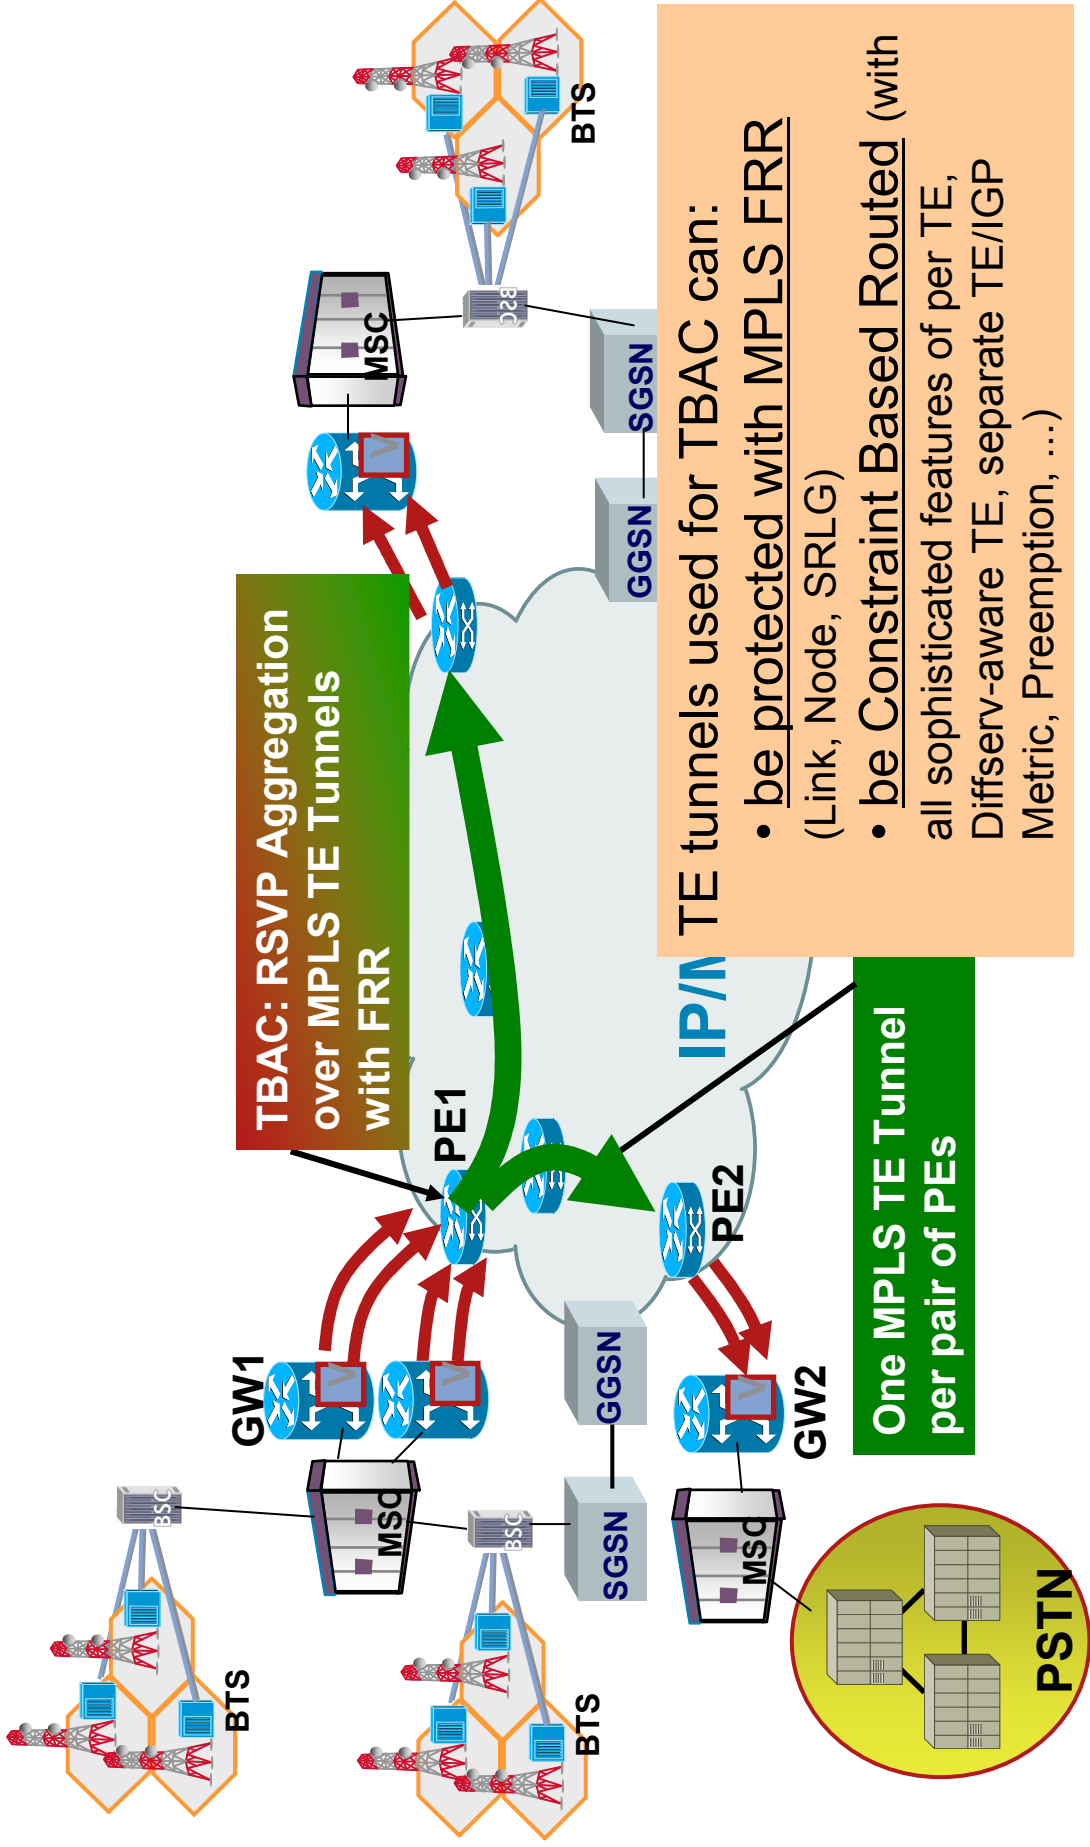 TBAC: RSVP Aggregation
over MPLS TE Tunnels
with FRR
BTS
BSC
MSC
GW1
V
V
PE1
V
MSC
BSC
BTS
BTS
BSC
SGSN
GGSN
IP/M
GGSN
SGSN
PE2
GW2
V
MSC
PSTN
TE tunnels used for TBAC can:
• be protected with MPLS FRR
(Link, Node, SRLG)
• be Constraint Based Routed (with
all sophisticated features of per TE,
Diffserv-aware TE, separate TE/IGP
Metric, Preemption, …)
One MPLS TE Tunnel
per pair of PEs